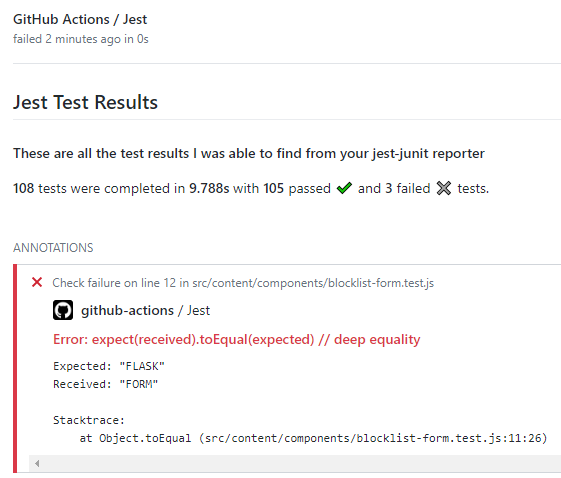 GitHub Actions / Jest
failed 2 minutes ago in 0s
Jest Test Results
These are all the test results I was able to find from your jest-junit reporter
108 tests were completed in 9.788s with 105 passed ✔ and 3 failed ✖ tests.
ANNOTATIONS
Check failure on line 12 in src/content/components/blocklist-form.test.js
github-actions / Jest
Error: expect(received).toEqual(expected) // deep equality
Expected: "FLASK"
Received: "FORM"
Stacktrace:
at Object.toEqual (src/content/components/blocklist-form.test.js:11:26)